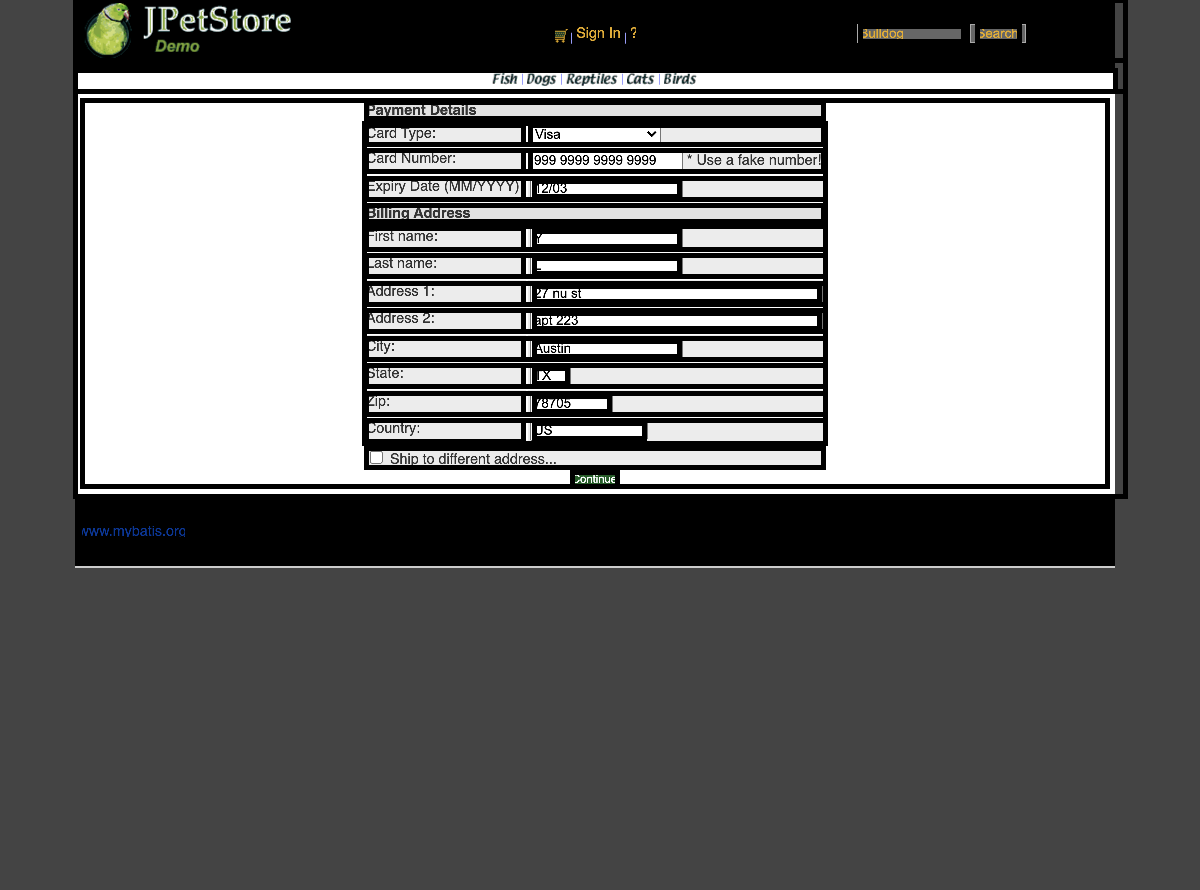 JPetStore
Demo
Sign In
?
Bulldog
Search
Fish Dogs Reptiles Cats Birds
Payment Details
Card Type: Visa
Card Number: 999 9999 9999 9999 * Use a fake number!
Expiry Date (MM/YYYY) 12/03
Billing Address
First name: Y
Last name:
Address 1: 27 nu st
Address 2: apt 223
City: Austin
State: TX
Zip: 78705
Country: US
Ship to different address...
Continue
www.mybatis.org